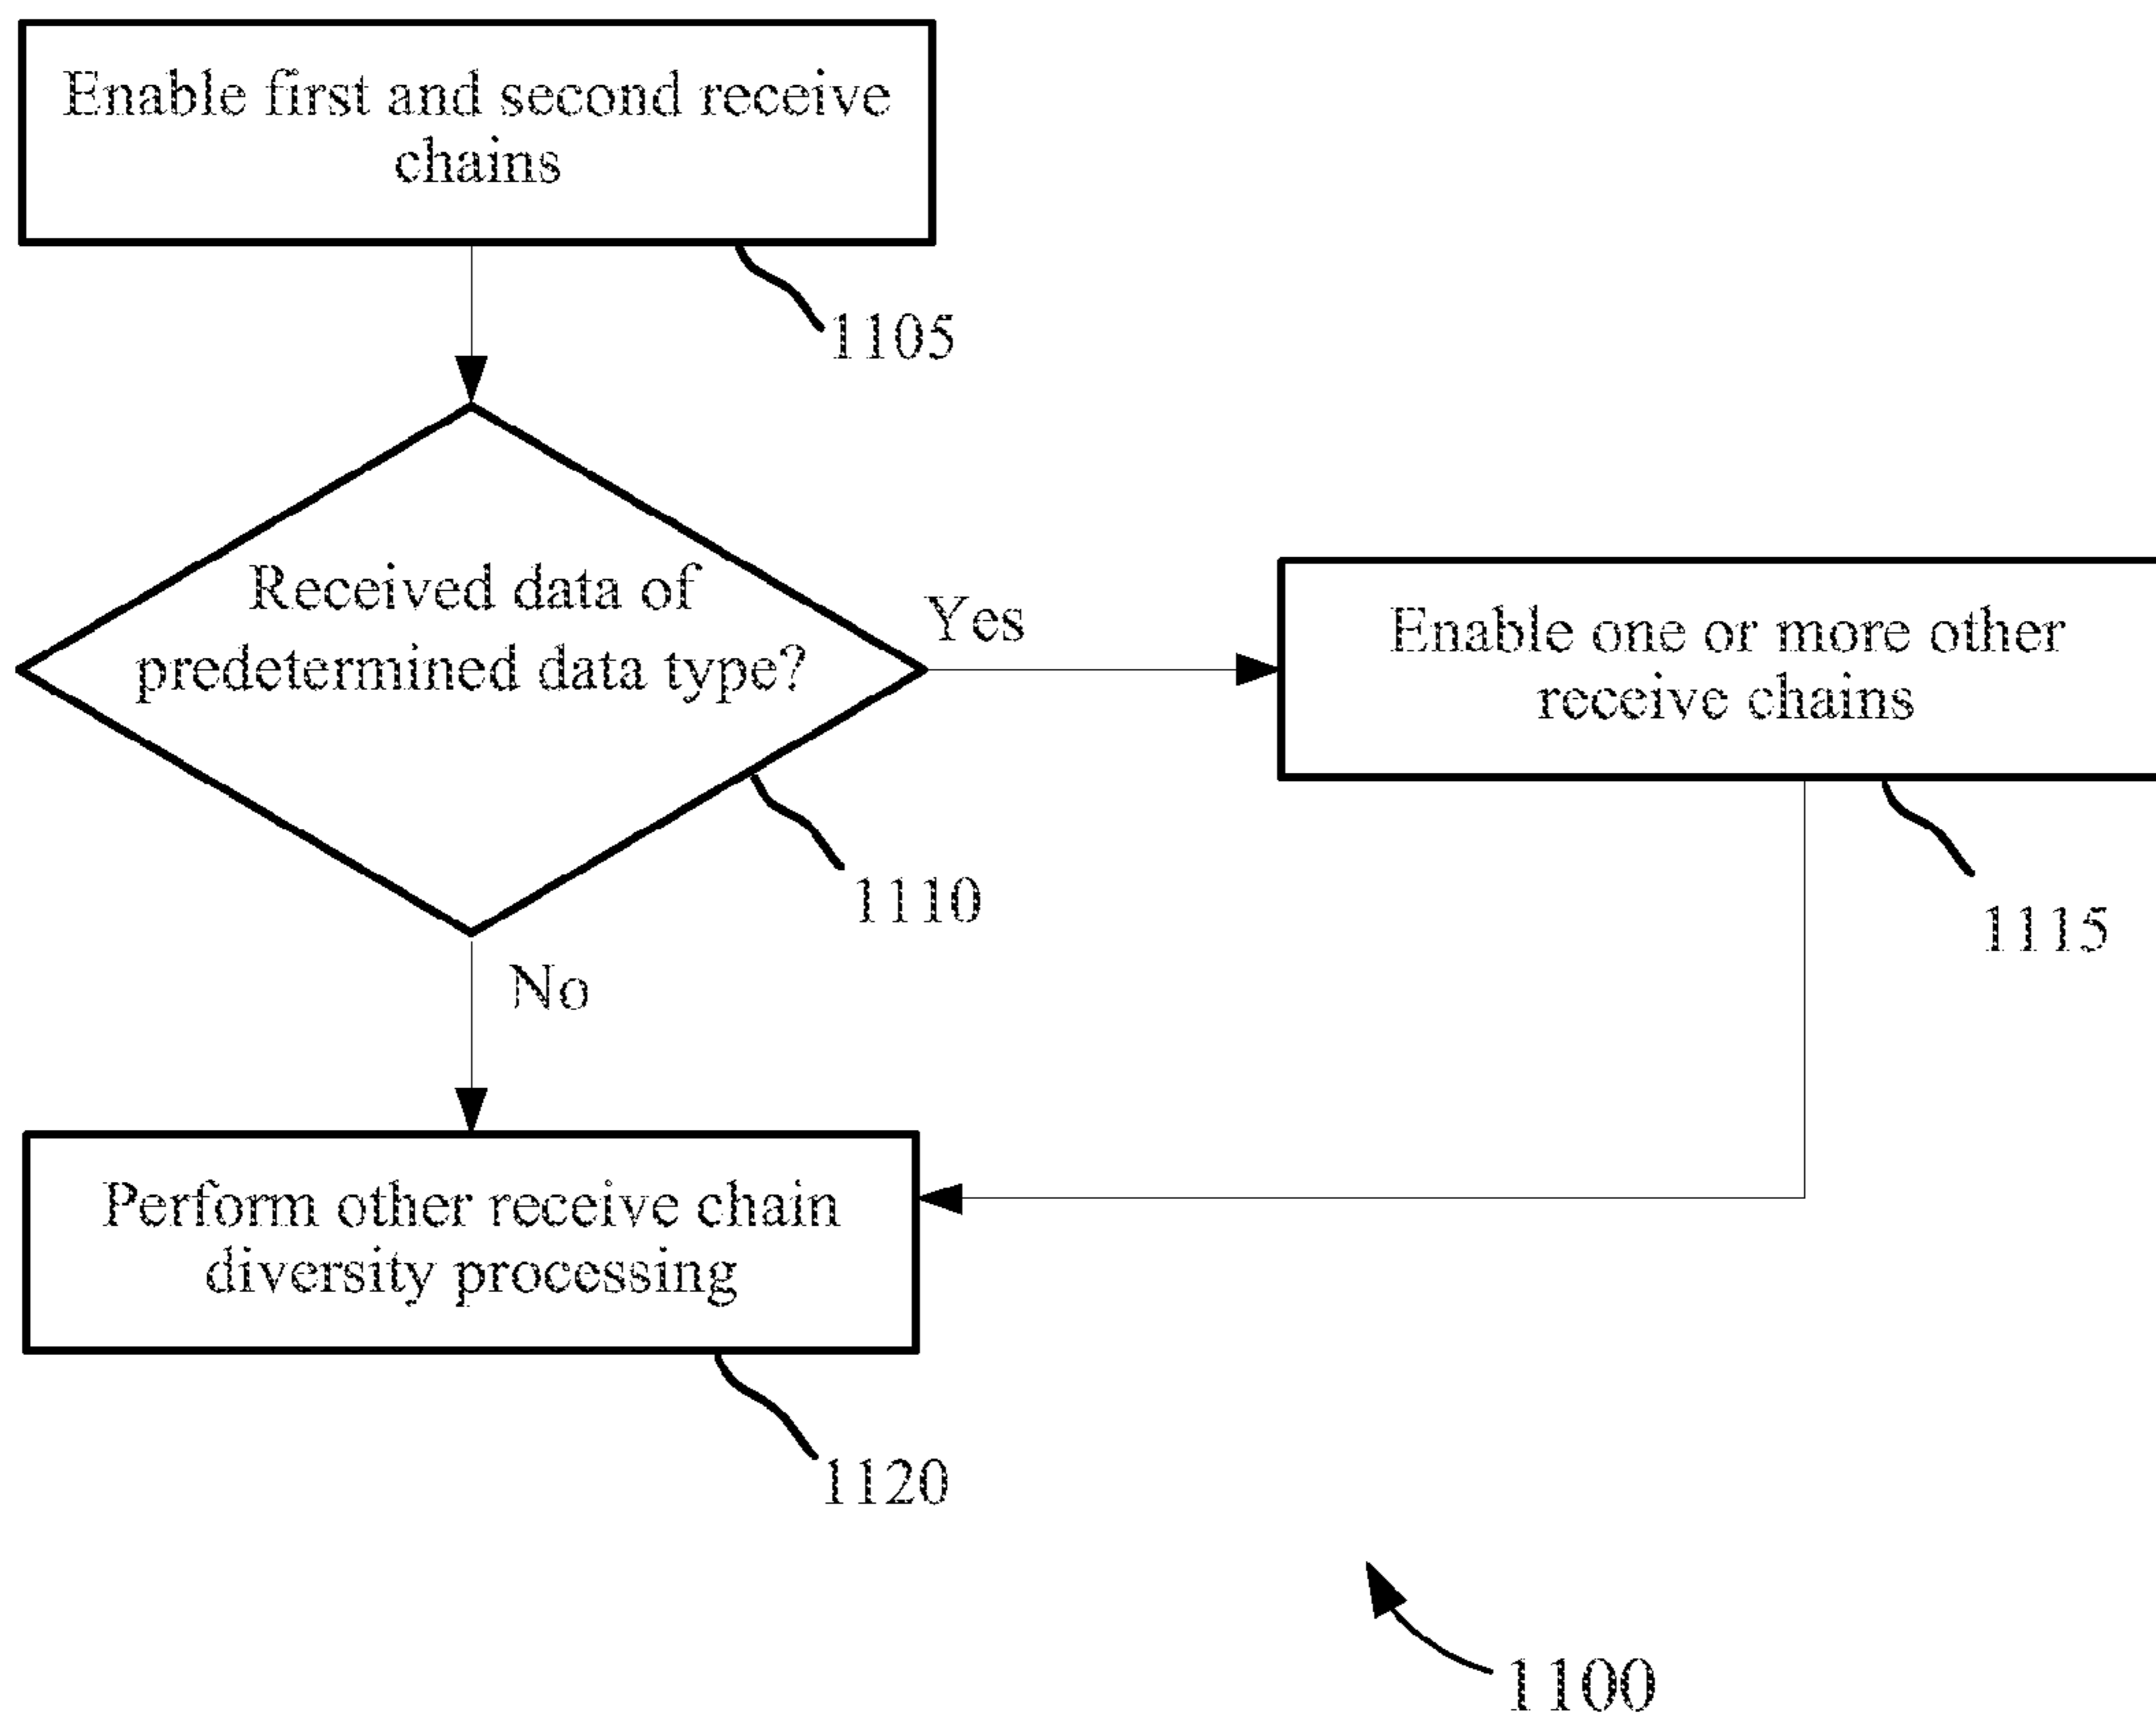 Enable first and second receive
chains
1105
Received data of
predetermined data type?
Yes
1110
Enable one or more other
receive chains
1115
No
Perform other receive chain
diversity processing
1120
1100